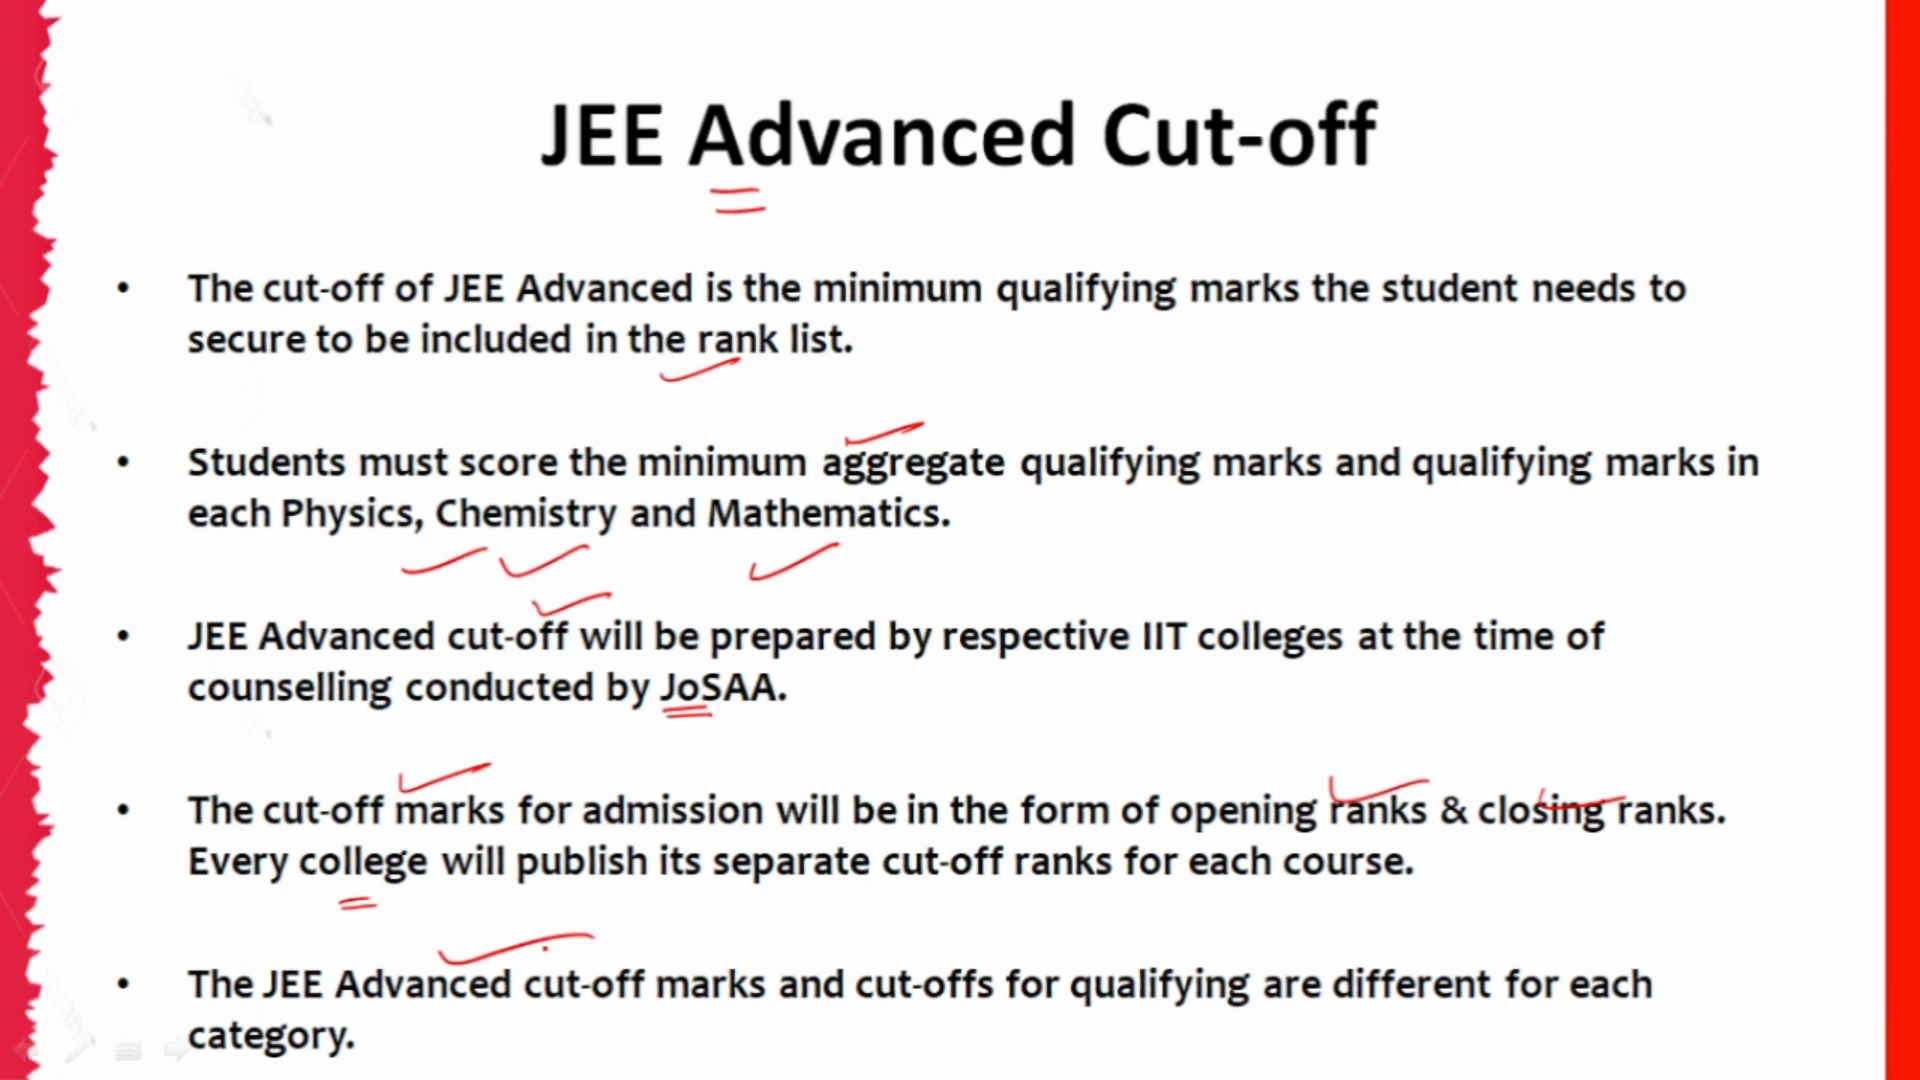 JEE Advanced Cut-off
• The cut-off of JEE Advanced is the minimum qualifying marks the student needs to
secure to be included in the rank list.
• Students must score the minimum aggregate qualifying marks and qualifying marks in
each Physics, Chemistry and Mathematics.
• JEE Advanced cut-off will be prepared by respective IIT colleges at the time of
counselling conducted by JoSAA.
• The cut-off marks for admission will be in the form of opening ranks & closing ranks.
Every college will publish its separate cut-off ranks for each course.
• The JEE Advanced cut-off marks and cut-offs for qualifying are different for each
category.